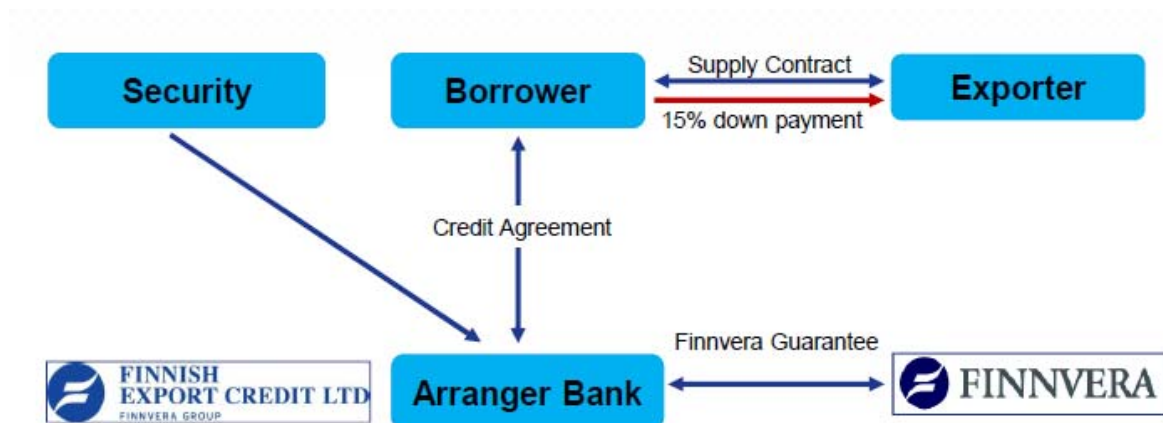 Security
Borrower
Supply Contract
15% down payment
Exporter
Credit Agreement
FINNISH
EXPORT CREDIT LTD
FINNVERA GROUP
Arranger Bank
Finnvera Guarantee
FINNVERA